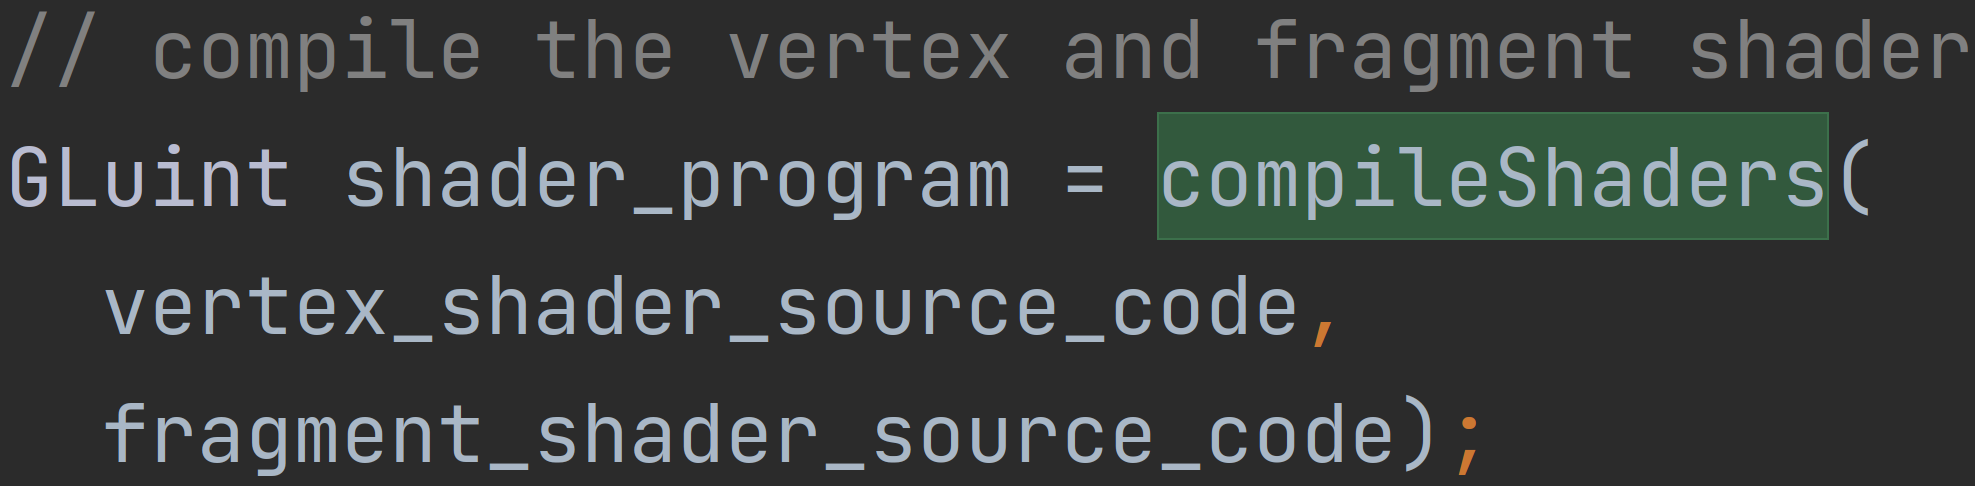 // compile the vertex and fragment shader
GLuint shader_program = compileShaders(
vertex_shader_source_code,
fragment_shader_source_code);